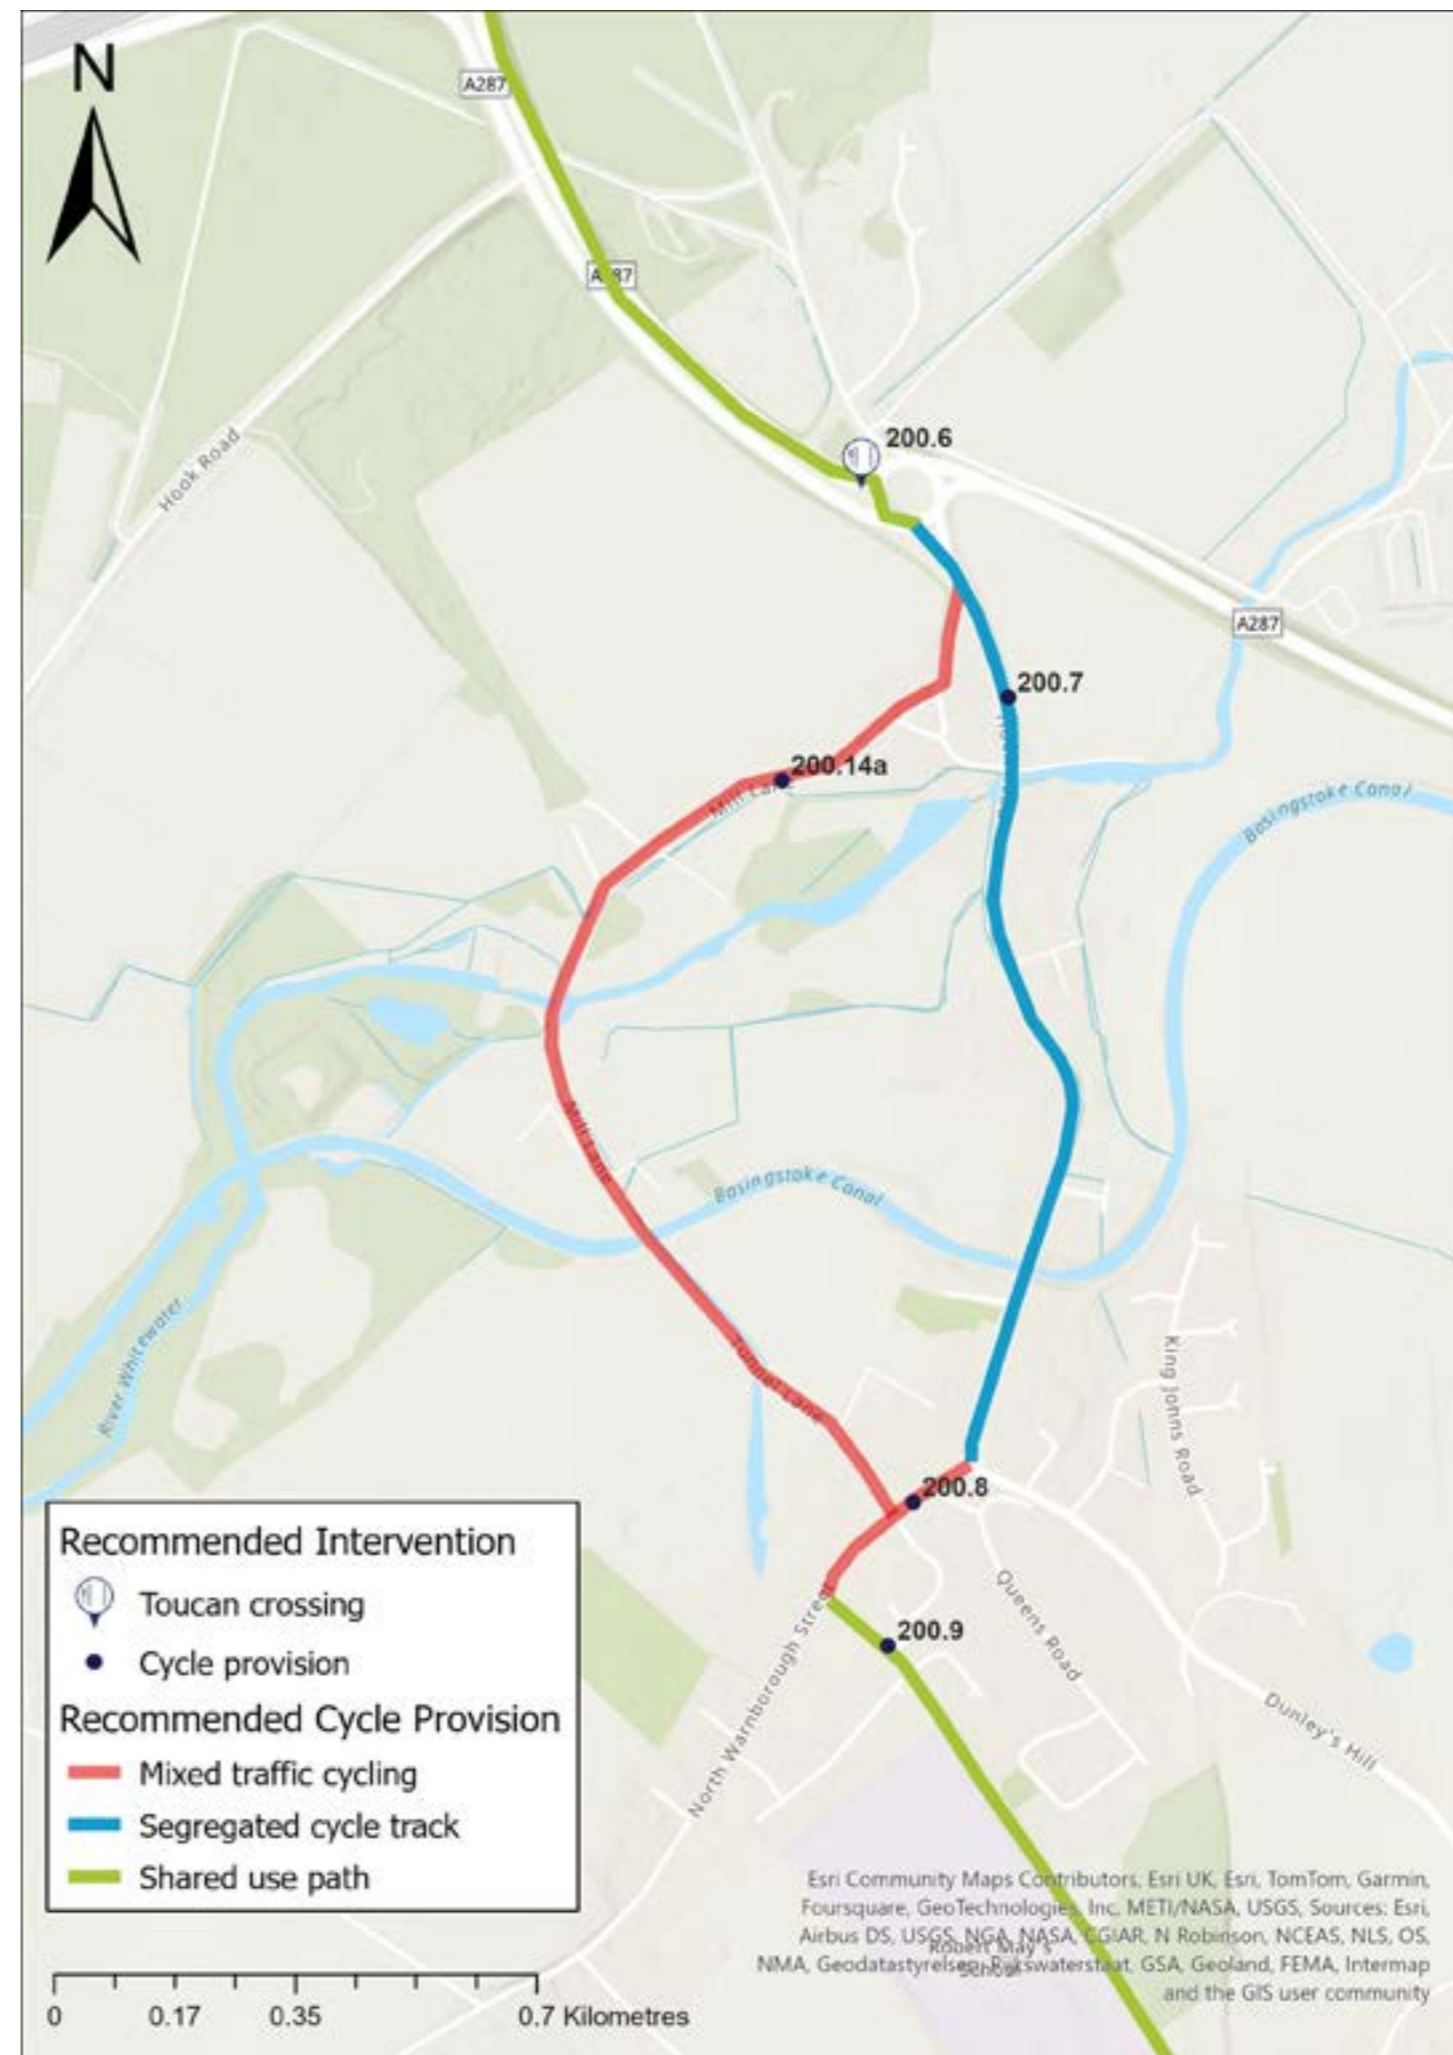 N
A287
A287
Hook Road
200.6
A287
200.7
200.14a
Mill Lane
Basingstoke Canal
Mill Lane
Basingstoke Canal
River Whitewater
Tunnel Lane
King Johns Road
200.8
Queens Road
North Warnborough Street
200.9
Dunley's Hill
Recommended Intervention
Toucan crossing
Cycle provision
Recommended Cycle Provision
Mixed traffic cycling
Segregated cycle track
Shared use path
Robert May's
School
Esri Community Maps Contributors, Esri UK, Esri, TomTom, Garmin,
Foursquare, GeoTechnologies, Inc, METI/NASA, USGS, Sources: Esri,
Airbus DS, USGS, NGA, NASA, CGIAR, N Robinson, NCEAS, NLS, OS,
NMA, Geodatastyrelsen, Rijkswaterstaat, GSA, Geoland, FEMA, Intermap
and the GIS user community
0 0.17 0.35 0.7 Kilometres